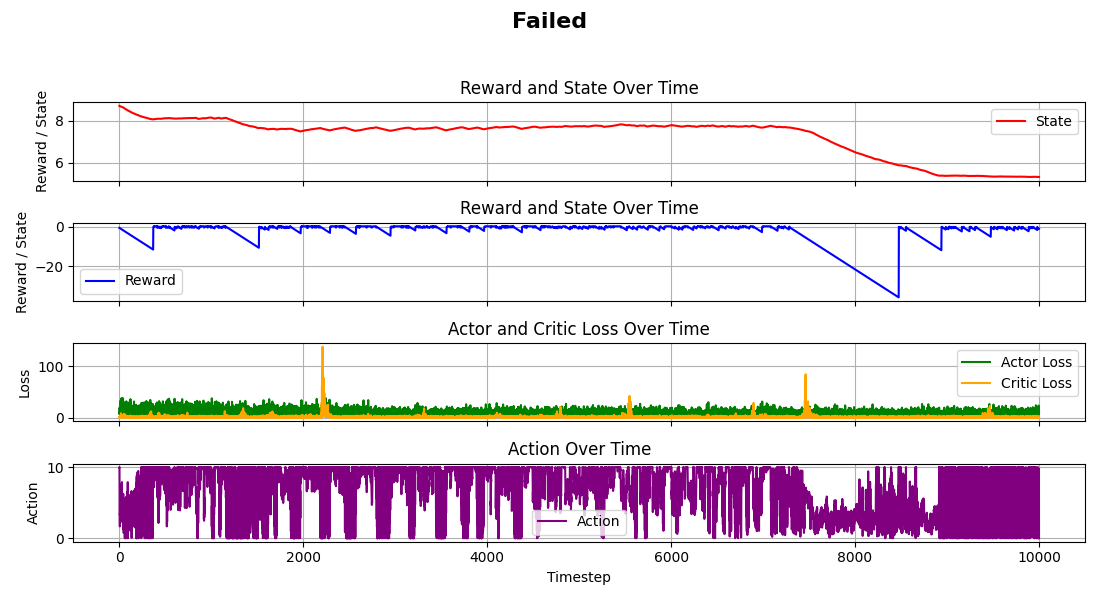 Failed
Reward and State Over Time
Reward / State
8
6
State
Reward and State Over Time
Reward / State
0
−20
Reward
Actor and Critic Loss Over Time
Loss
100
0
Actor Loss
Critic Loss
Action Over Time
Action
10
0
Action
0 2000 4000 6000 8000 10000
Timestep